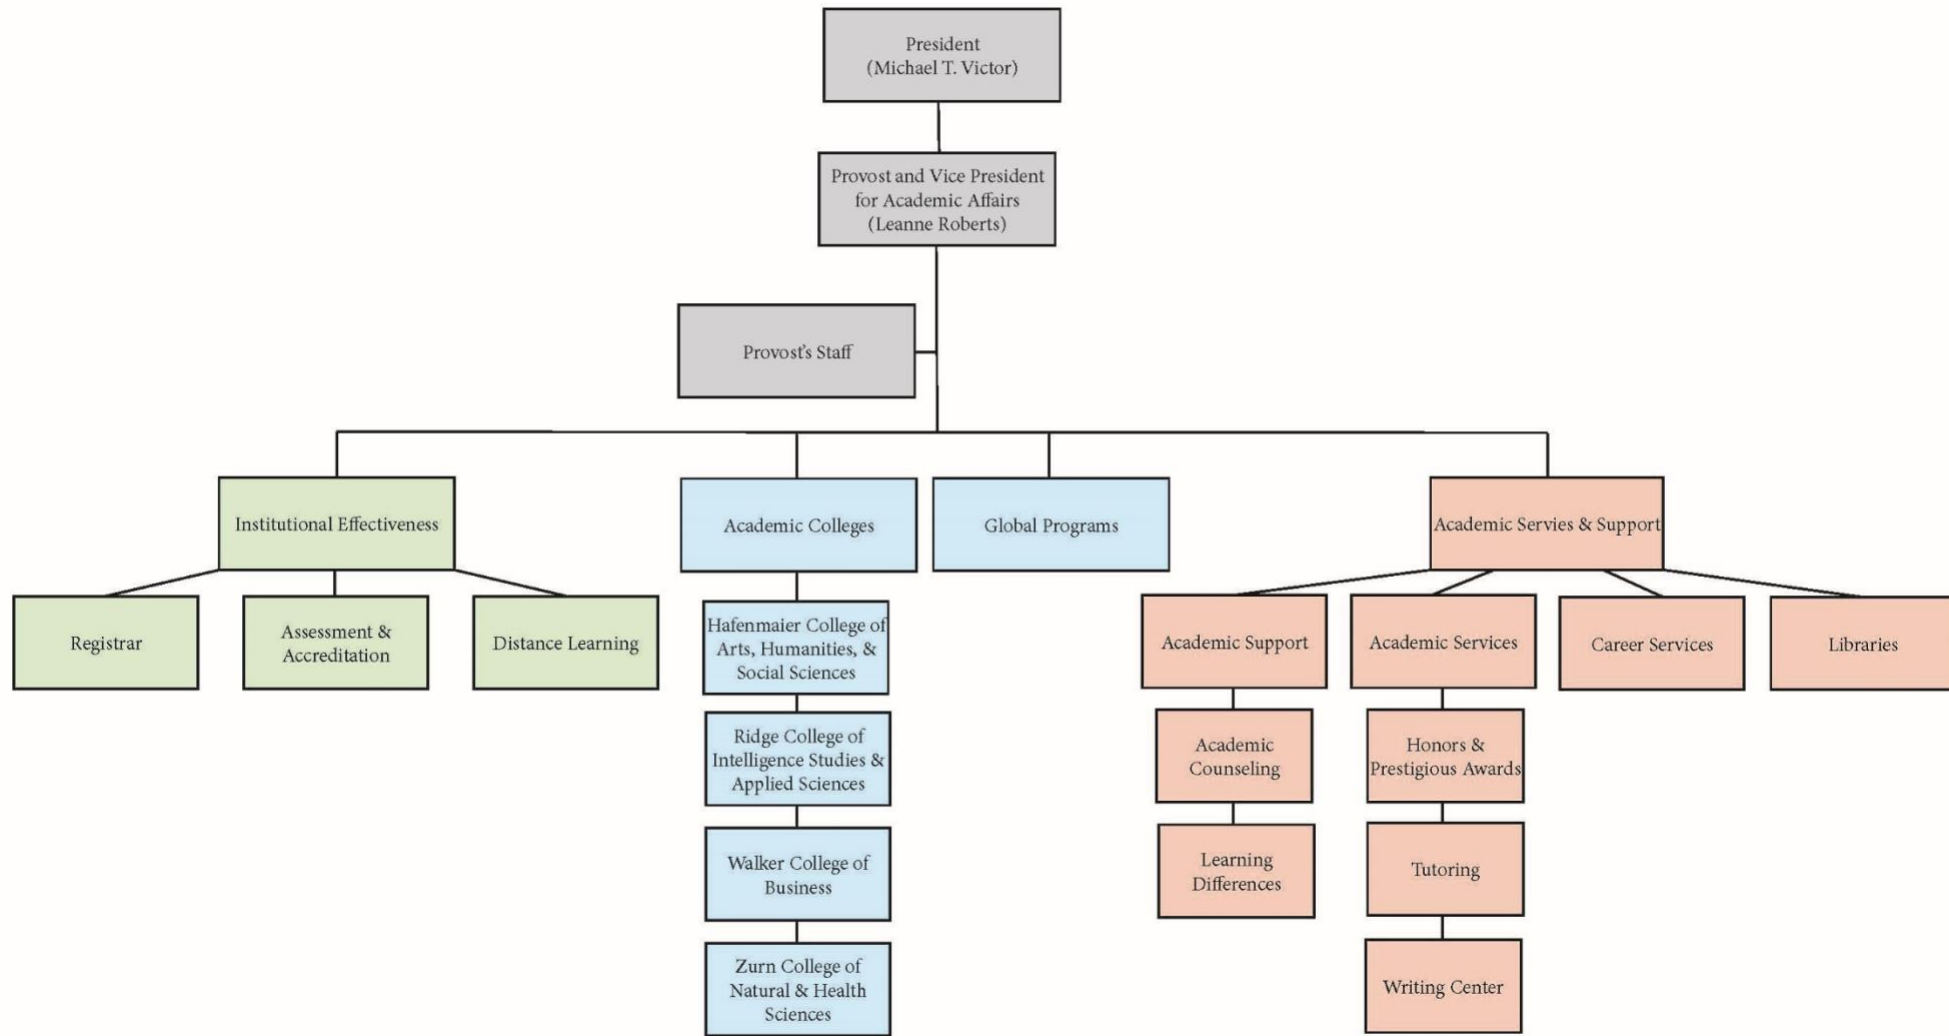 President
(Michael T. Victor)
Provost and Vice President
for Academic Affairs
(Leanne Roberts)
Provost's Staff
Institutional Effectiveness
Academic Colleges
Global Programs
Academic Servies & Support
Registrar
Assessment &
Accreditation
Distance Learning
Hafenmaier College of
Arts, Humanities, &
Social Sciences
Ridge College of
Intelligence Studies &
Applied Sciences
Walker College of
Business
Zurn College of
Natural & Health
Sciences
Academic Support
Academic Services
Career Services
Libraries
Academic
Counseling
Learning
Differences
Honors &
Prestigious Awards
Tutoring
Writing Center